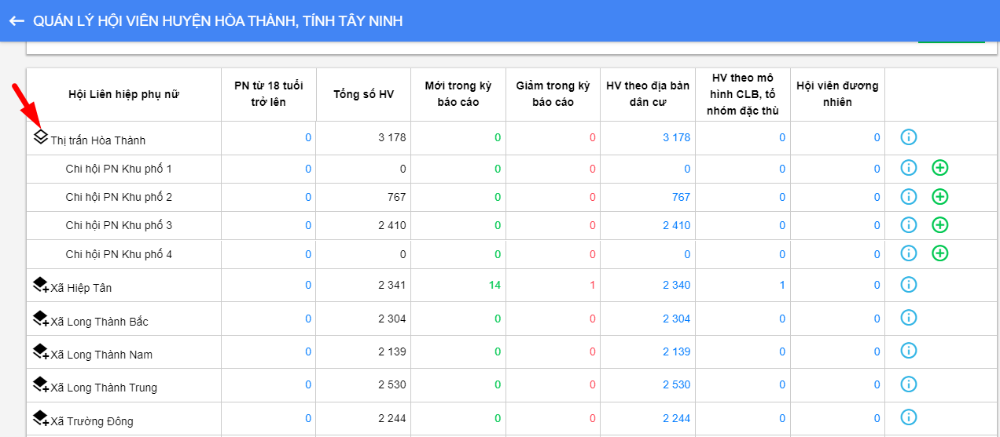 QUẢN LÝ HỘI VIÊN HUYỆN HÒA THÀNH, TỈNH TÂY NINH
Hội Liên hiệp phụ nữ
PN từ 18 tuổi
trở lên
Tổng số HV
Mới trong kỳ
báo cáo
Giảm trong kỳ
báo cáo
HV theo địa bàn
dân cư
HV theo mô
hình CLB, tổ
nhóm đặc thù
Hội viên đương
nhiên
Thị trấn Hòa Thành 0 3 178 0 0 3 178 0 0
Chi hội PN Khu phố 1 0 0 0 0 0 0 0
Chi hội PN Khu phố 2 0 767 0 0 767 0 0
Chi hội PN Khu phố 3 0 2 410 0 0 2 410 0 0
Chi hội PN Khu phố 4 0 0 0 0 0 0 0
Xã Hiệp Tân 0 2 341 14 1 2 340 1 0
Xã Long Thành Bắc 0 2 304 0 0 2 304 0 0
Xã Long Thành Nam 0 2 139 0 0 2 139 0 0
Xã Long Thành Trung 0 2 530 0 0 2 530 0 0
Xã Trường Đông 0 2 244 0 0 2 244 0 0